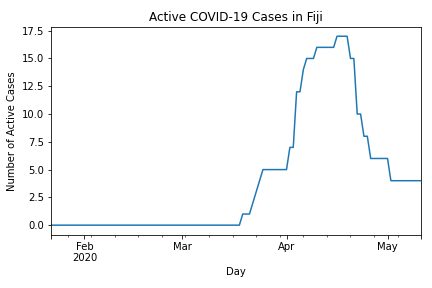 Active COVID-19 Cases in Fiji
17.5
15.0
12.5
10.0
7.5
5.0
2.5
0.0
Number of Active Cases
Feb
2020
Mar
Apr
May
Day